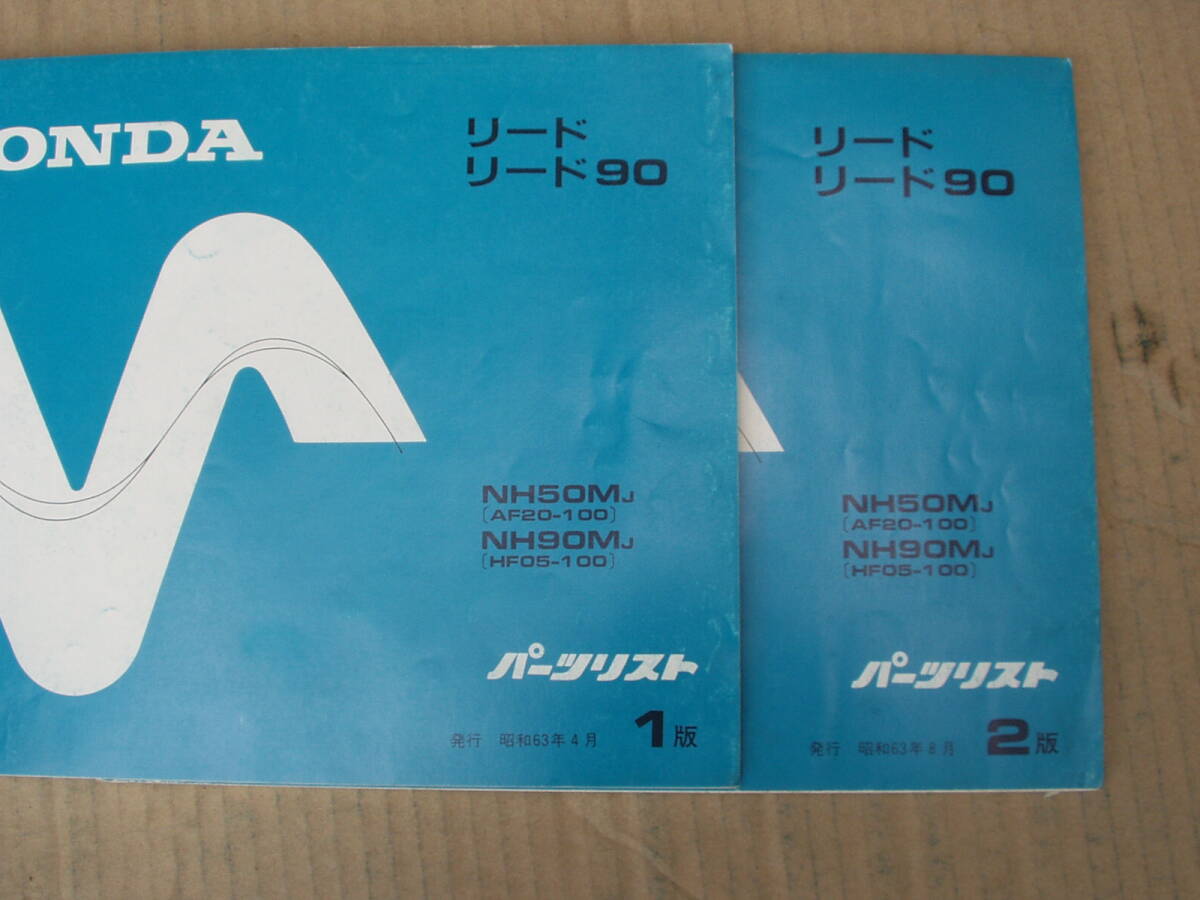 ONDA
リード
リード90
NH50MJ
〔AF20-100〕
NH90MJ
〔HF05-100〕
パーツリスト
発行 昭和63年4月 1版
リード
リード90
NH50MJ
〔AF20-100〕
NH90MJ
〔HF05-100〕
パーツリスト
発行 昭和63年8月 2版